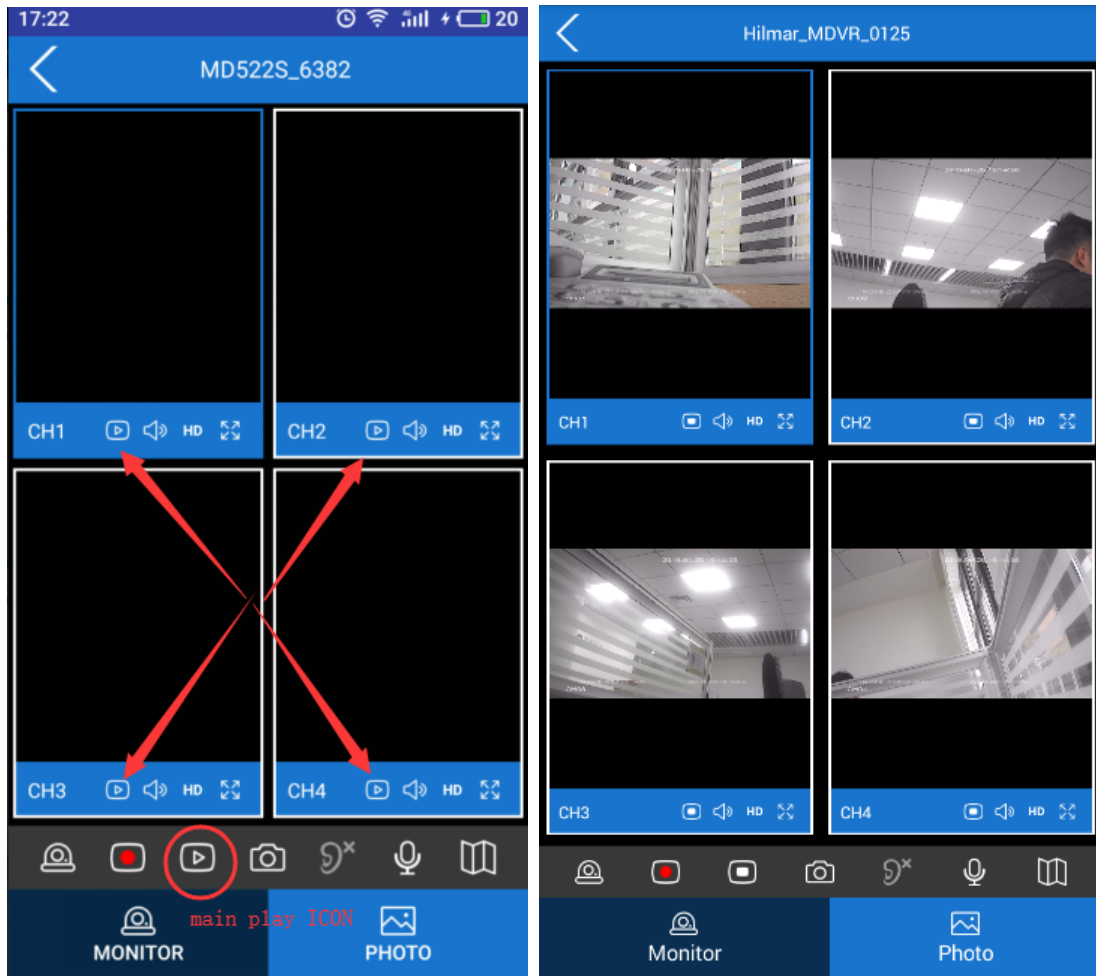 17:22
20
MD522S_6382
CH1 HD
CH2 HD
CH3 HD
CH4 HD
main play ICON
MONITOR
PHOTO
Hilmar_MDVR_0125
CH1 HD
CH2 HD
CH3 HD
CH4 HD
Monitor
Photo